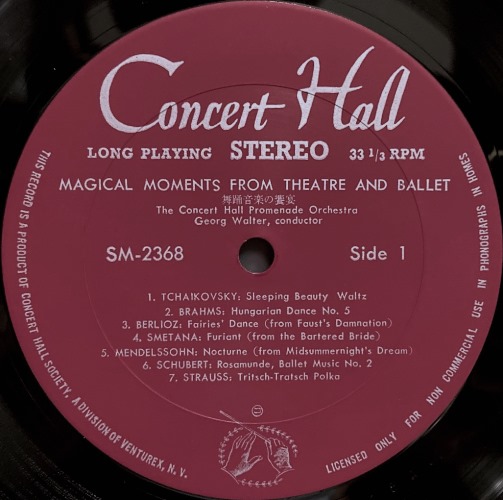 Concert Hall
LONG PLAYING STEREO 33 1/3 RPM
MAGICAL MOMENTS FROM THEATRE AND BALLET
舞踊音楽の饗宴
The Concert Hall Promenade Orchestra
Georg Walter, conductor
SM-2368 Side 1
1. TCHAIKOVSKY: Sleeping Beauty Waltz
2. BRAHMS: Hungarian Dance No. 5
3. BERLIOZ: Fairies' Dance (from Faust's Damnation)
4. SMETANA: Furiant (from the Bartered Bride)
5. MENDELSSOHN: Nocturne (from Midsummernight's Dream)
6. SCHUBERT: Rosamunde, Ballet Music No. 2
7. STRAUSS: Tritsch-Tratsch Polka
THIS RECORD IS A PRODUCT OF CONCERT HALL SOCIETY, A DIVISION OF VENTUREX, N. V.
LICENSED ONLY FOR NON COMMERCIAL USE IN PHONOGRAPHS IN HOMES